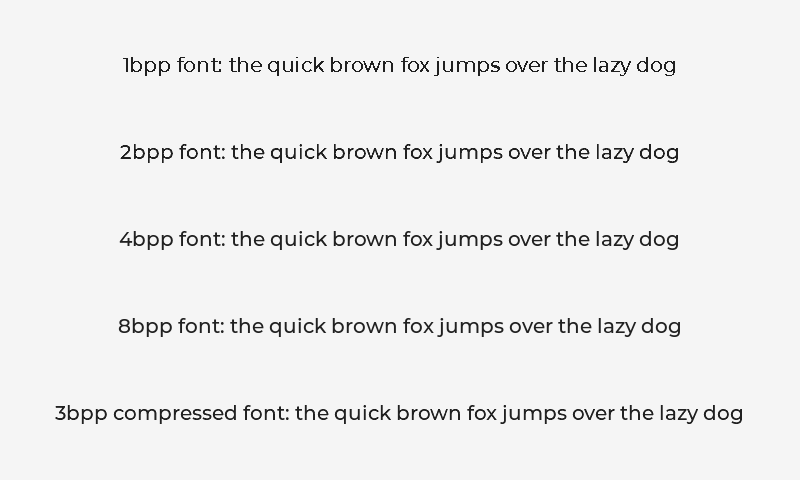 1bpp font: the quick brown fox jumps over the lazy dog
2bpp font: the quick brown fox jumps over the lazy dog
4bpp font: the quick brown fox jumps over the lazy dog
8bpp font: the quick brown fox jumps over the lazy dog
3bpp compressed font: the quick brown fox jumps over the lazy dog